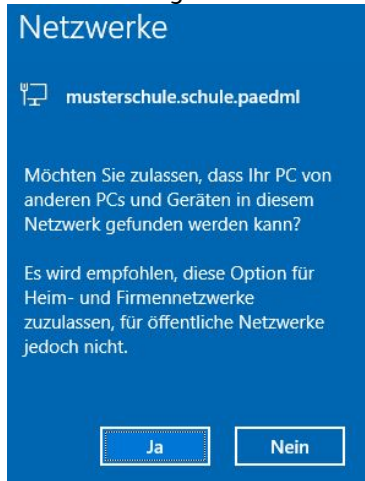 Netzwerke
musterschule.schule.paedml
Möchten Sie zulassen, dass Ihr PC von
anderen PCs und Geräten in diesem
Netzwerk gefunden werden kann?
Es wird empfohlen, diese Option für
Heim- und Firmennetzwerke
zuzulassen, für öffentliche Netzwerke
jedoch nicht.
Ja
Nein